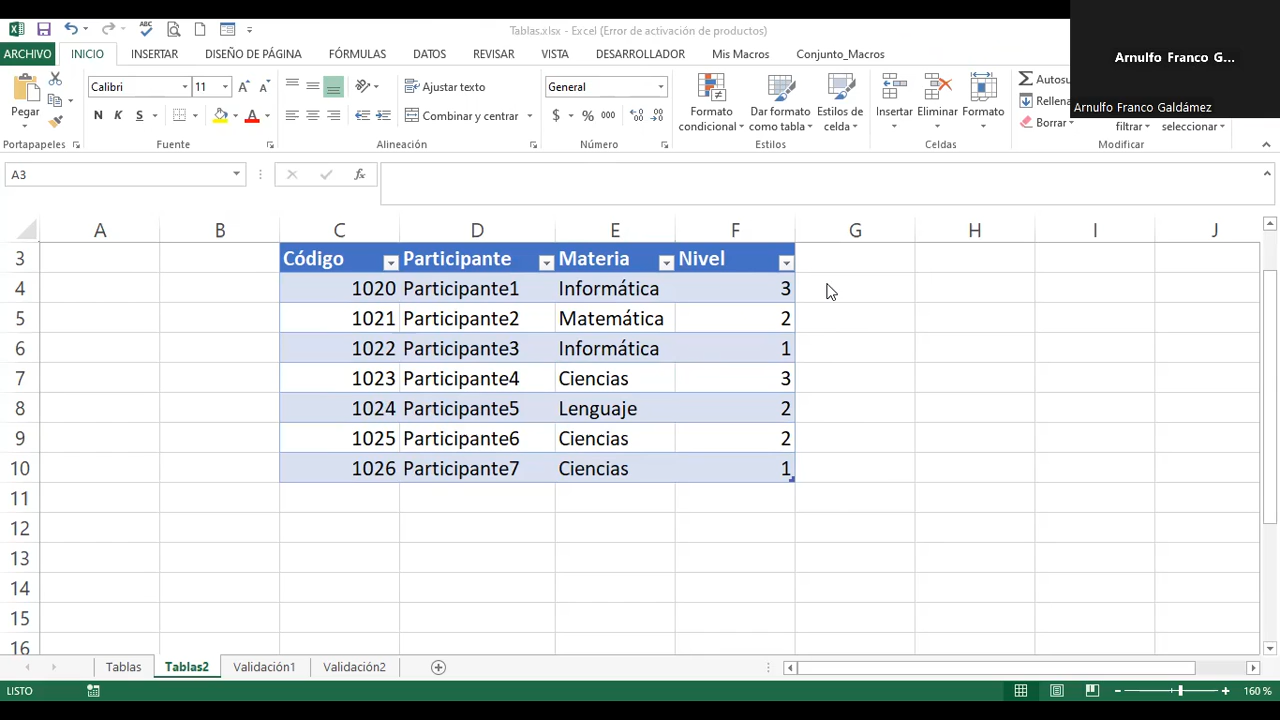 Tablas.xlsx - Excel (Error de activación de productos)
Arnulfo Franco G...
Arnulfo Franco Galdámez
ARCHIVO INICIO INSERTAR DISEÑO DE PÁGINA FÓRMULAS DATOS REVISAR VISTA DESARROLLADOR Mis Macros Conjunto_Macros
Pegar
Calibri 11
N K S
Ajustar texto
Combinar y centrar
General
$ % 000
Formato condicional
Dar formato como tabla
Estilos de celda
Insertar Eliminar Formato
Autosu
Rellena
Borrar
filtrar seleccionar
Portapapeles Fuente Alineación Número Estilos Celdas Modificar
A3 fx
A B C D E F G H I J
3 Código Participante Materia Nivel
4 1020 Participante1 Informática 3
5 1021 Participante2 Matemática 2
6 1022 Participante3 Informática 1
7 1023 Participante4 Ciencias 3
8 1024 Participante5 Lenguaje 2
9 1025 Participante6 Ciencias 2
10 1026 Participante7 Ciencias 1
11
12
13
14
15
16
Tablas Tablas2 Validación1 Validación2
LISTO 160 %